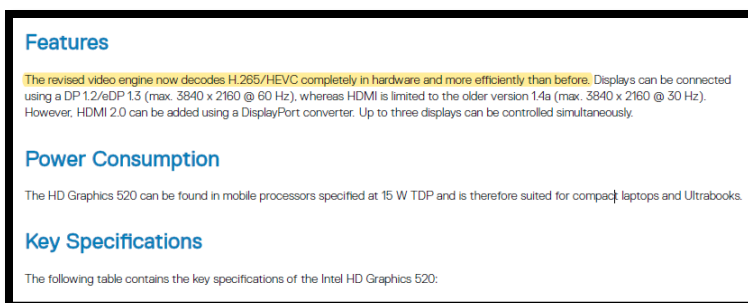 Features
The revised video engine now decodes H.265/HEVC completely in hardware and more efficiently than before. Displays can be connected
using a DP 1.2/eDP 1.3 (max. 3840 x 2160 @ 60 Hz), whereas HDMI is limited to the older version 1.4a (max. 3840 x 2160 @ 30 Hz).
However, HDMI 2.0 can be added using a DisplayPort converter. Up to three displays can be controlled simultaneously.
Power Consumption
The HD Graphics 520 can be found in mobile processors specified at 15 W TDP and is therefore suited for compact laptops and Ultrabooks.
Key Specifications
The following table contains the key specifications of the Intel HD Graphics 520: